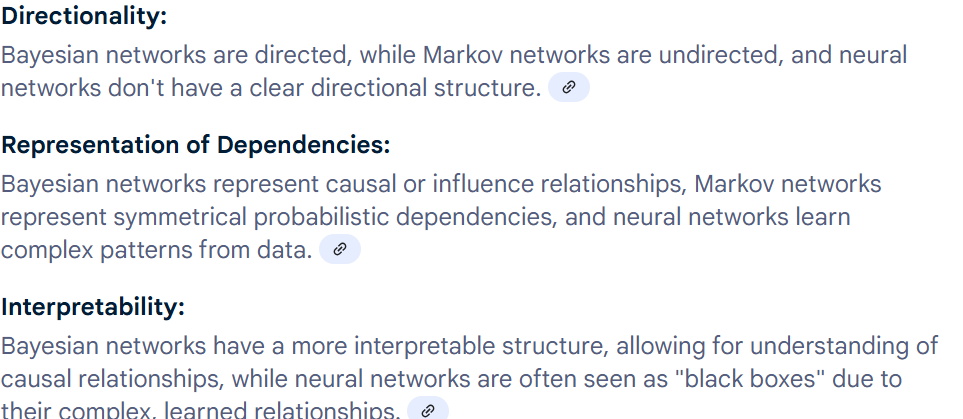 Directionality:
Bayesian networks are directed, while Markov networks are undirected, and neural
networks don't have a clear directional structure.
Representation of Dependencies:
Bayesian networks represent causal or influence relationships, Markov networks
represent symmetrical probabilistic dependencies, and neural networks learn
complex patterns from data.
Interpretability:
Bayesian networks have a more interpretable structure, allowing for understanding of
causal relationships, while neural networks are often seen as "black boxes" due to
their complex, learned relationships.